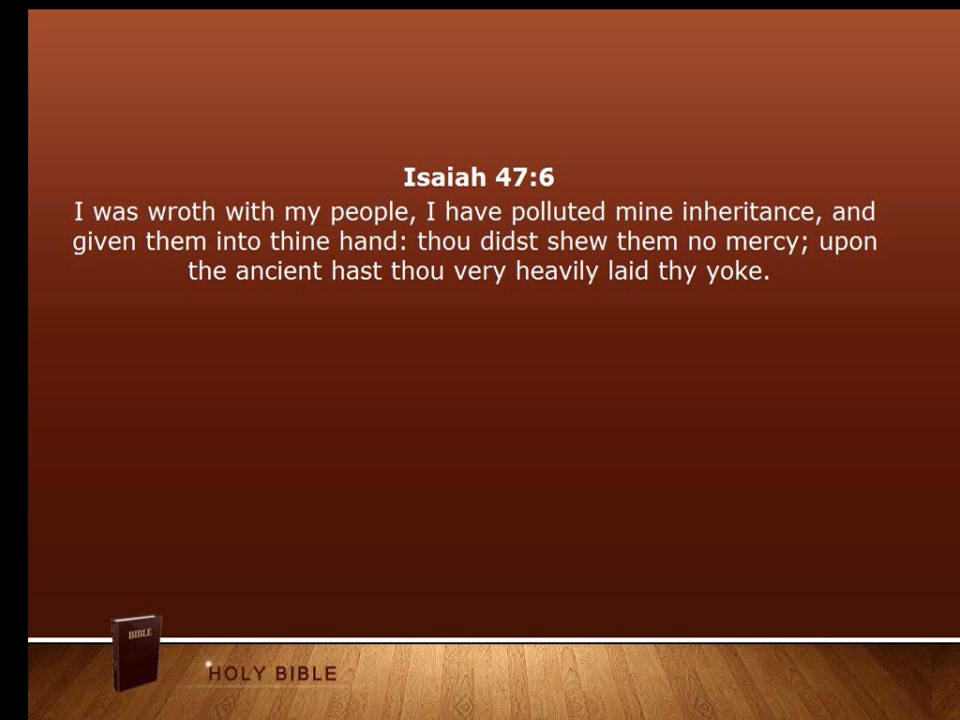 Isaiah 47:6
I was wroth with my people, I have polluted mine inheritance, and
given them into thine hand: thou didst shew them no mercy; upon
the ancient hast thou very heavily laid thy yoke.
BIBLE
HOLY BIBLE